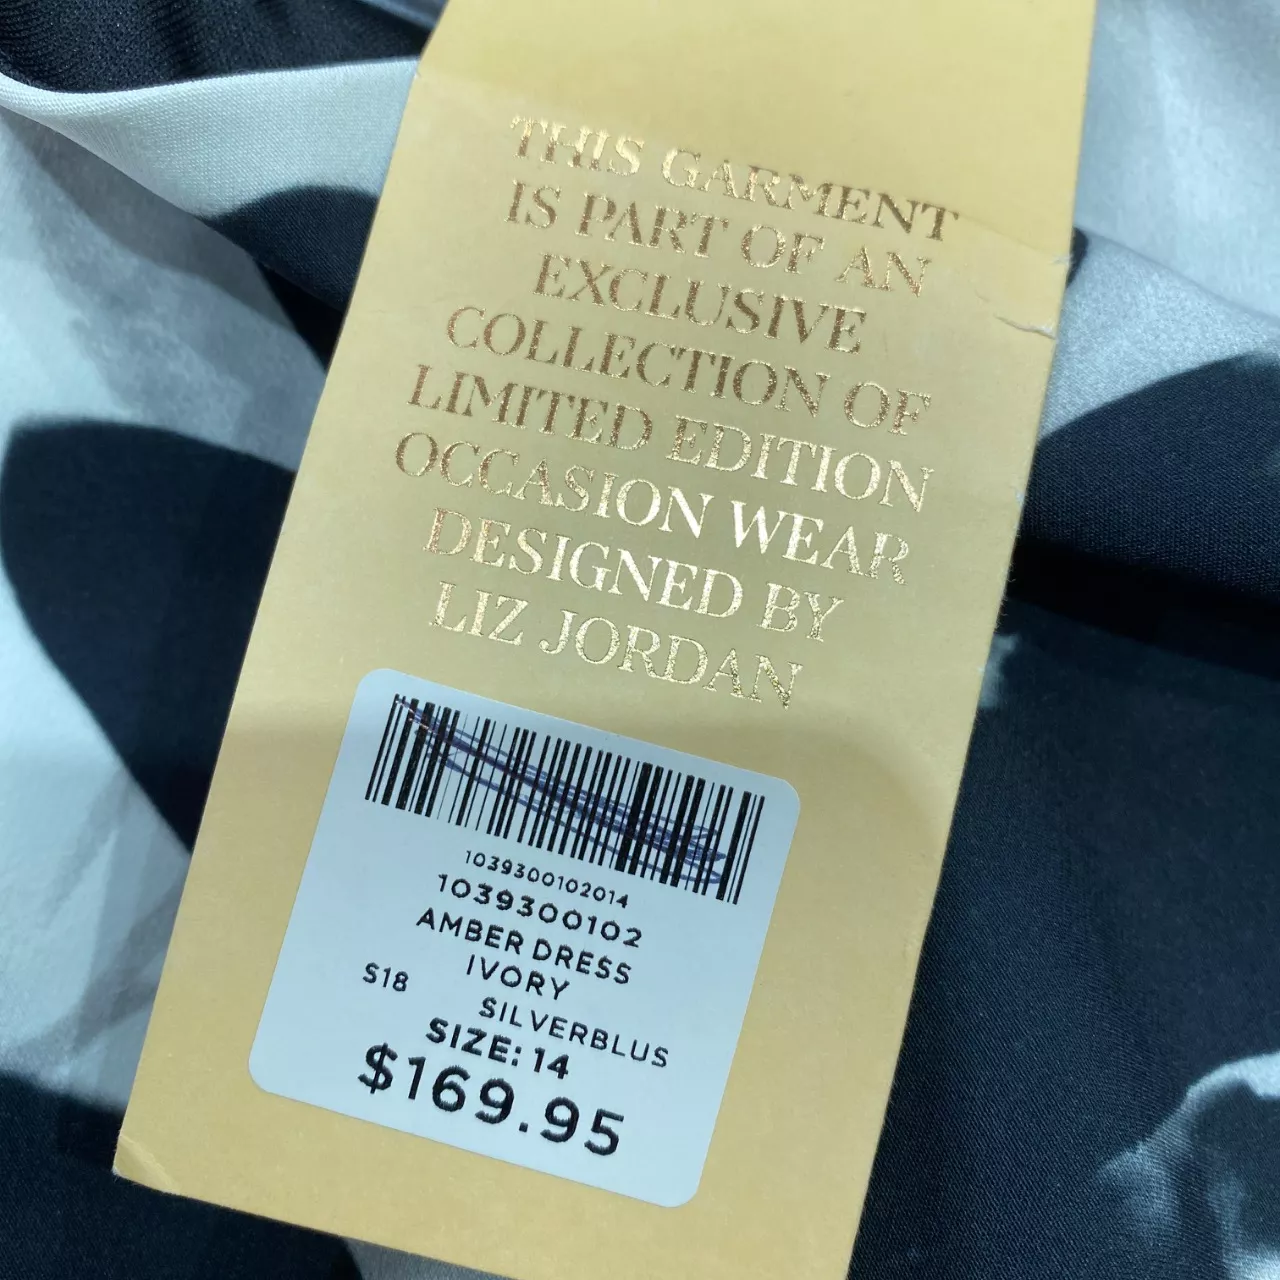 THIS GARMENT
IS PART OF AN
EXCLUSIVE
COLLECTION OF
LIMITED EDITION
OCCASION WEAR
DESIGNED BY
LIZ JORDAN
1039300102014
1039300102
AMBER DRESS
IVORY
S18
SILVERBLUS
SIZE: 14
$169.95